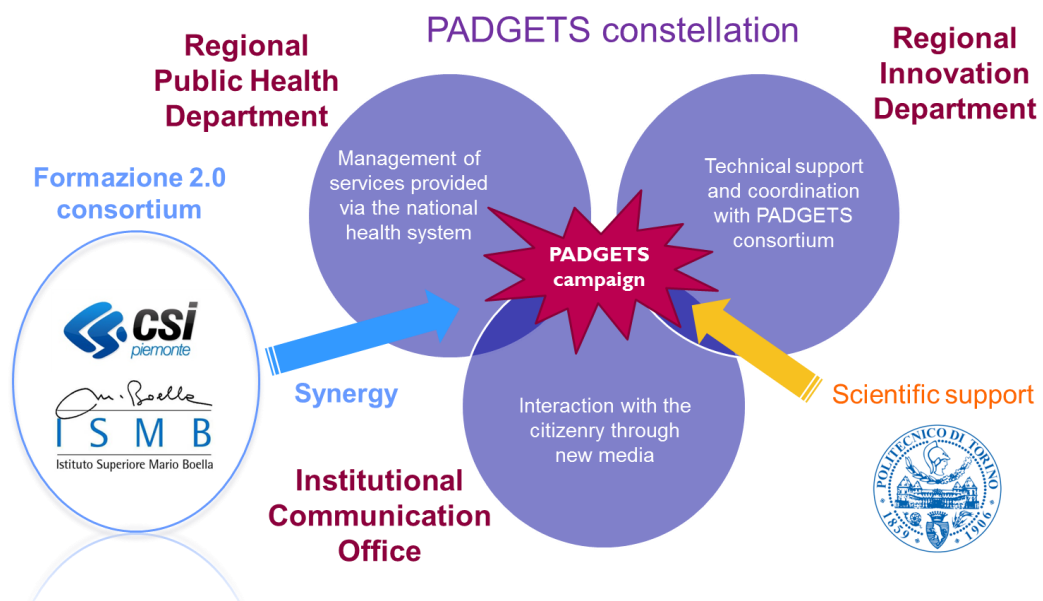 PADGETS constellation
Regional
Public Health
Department
Regional
Innovation
Department
Management of
services provided
via the national
health system
Technical support
and coordination
with PADGETS
consortium
Formazione 2.0
consortium
PADGETS
campaign
csi
piemonte
Synergy
Scientific support
M. Boella
I S M B
Istituto Superiore Mario Boella
Interaction with the
citizenry through
new media
POLITECNICO DI TORINO
1859
1906
Institutional
Communication
Office